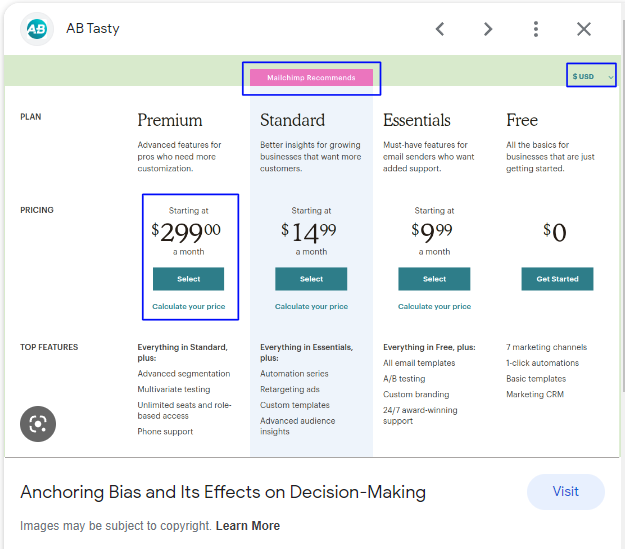 AB
AB Tasty
Mailchimp Recommends
$ USD
PLAN
Premium
Standard
Essentials
Free
Advanced features for
pros who need more
customization.
Better insights for growing
businesses that want more
customers.
Must-have features for
email senders who want
added support.
All the basics for
businesses that are just
getting started.
PRICING
Starting at
$29900
a month
Select
Calculate your price
Starting at
$1499
a month
Select
Calculate your price
Starting at
$999
a month
Select
Calculate your price
$0
Get Started
TOP FEATURES
Everything in Standard,
plus:
Advanced segmentation
Multivariate testing
Unlimited seats and role-
based access
Phone support
Everything in Essentials,
plus:
Automation series
Retargeting ads
Custom templates
Advanced audience
insights
Everything in Free, plus:
All email templates
A/B testing
Custom branding
24/7 award-winning
support
7 marketing channels
1-click automations
Basic templates
Marketing CRM
Anchoring Bias and Its Effects on Decision-Making
Visit
Images may be subject to copyright. Learn More